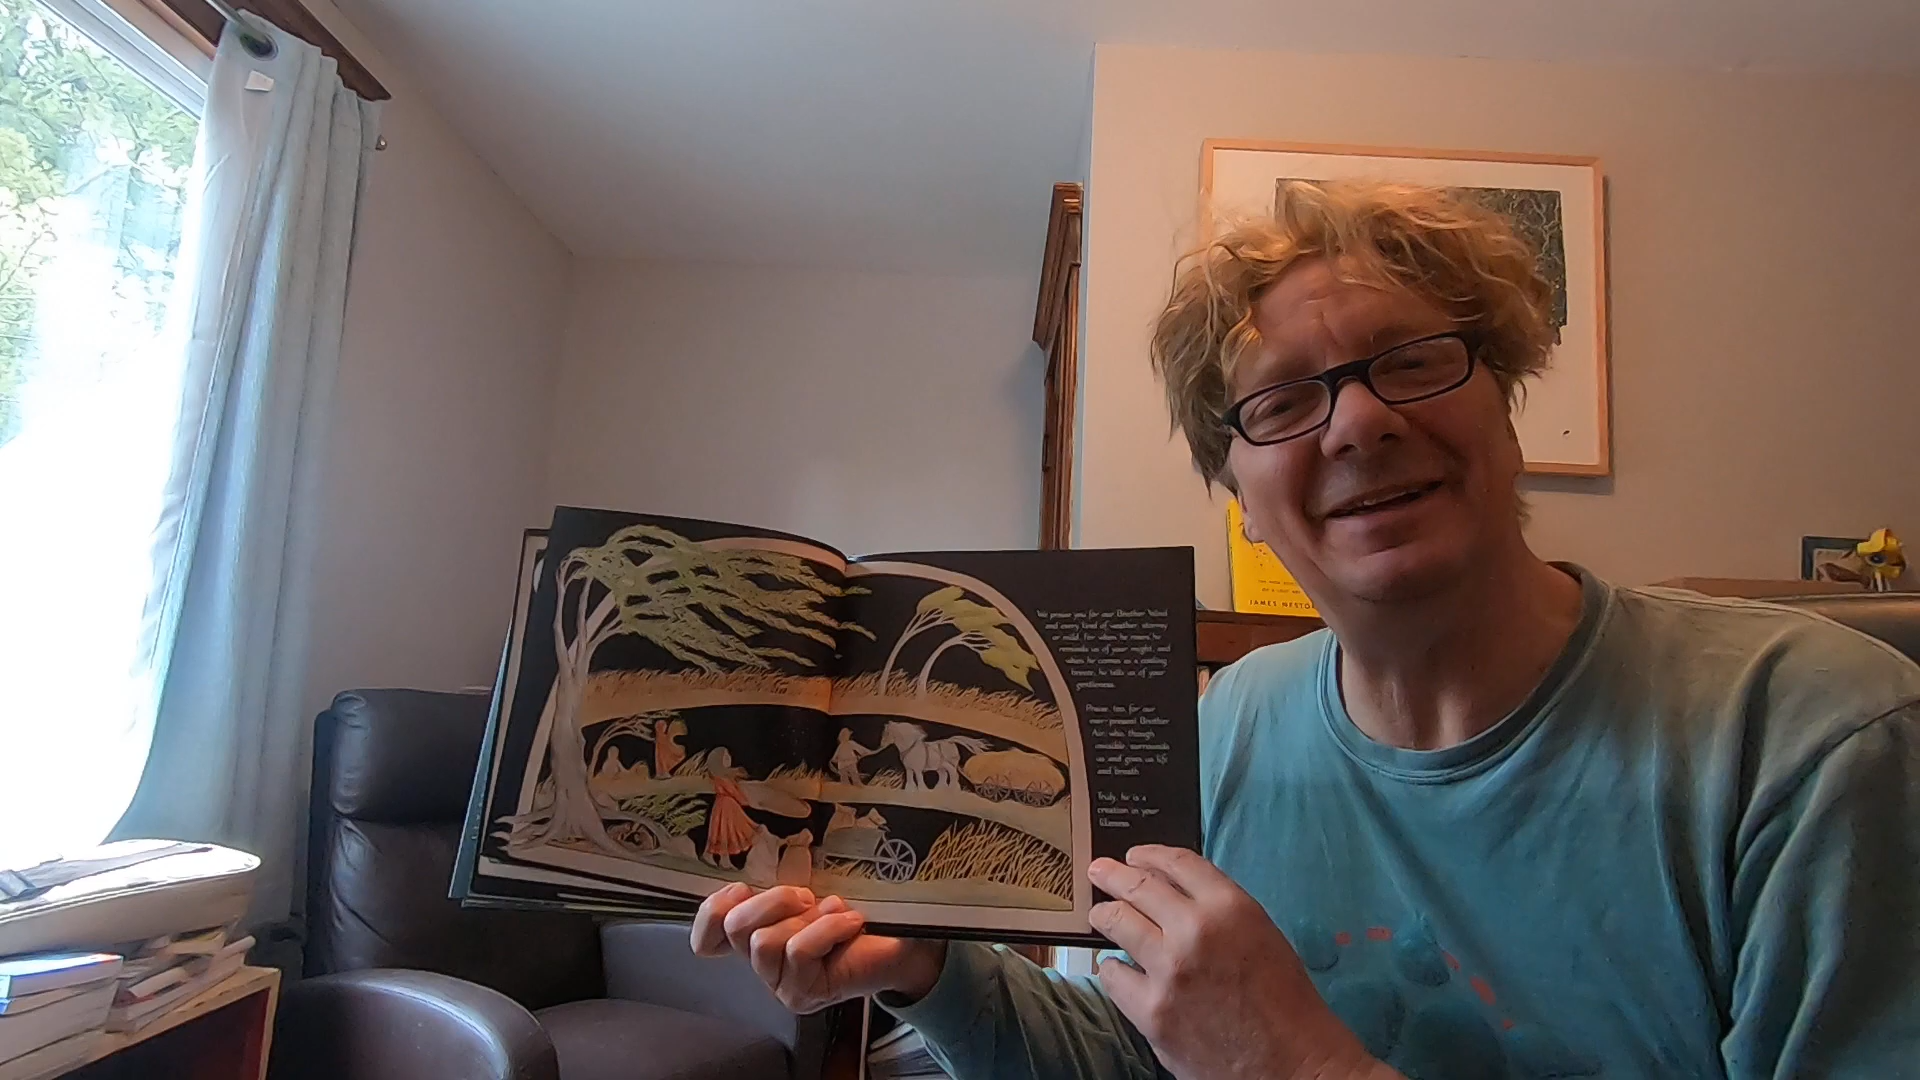 We praise you for our Brother Wind
and every kind of weather, stormy
or mild. For when he roars he
reminds us of your might, and
when he comes as a cooling
breeze, he tells us of your
gentleness.
Praise, too, for our
ever-present Brother
Air, who, though
invisible, surrounds
us and gives us life
and breath.
Truly, he is a
creation in your
likeness.
JAMES NESTOR